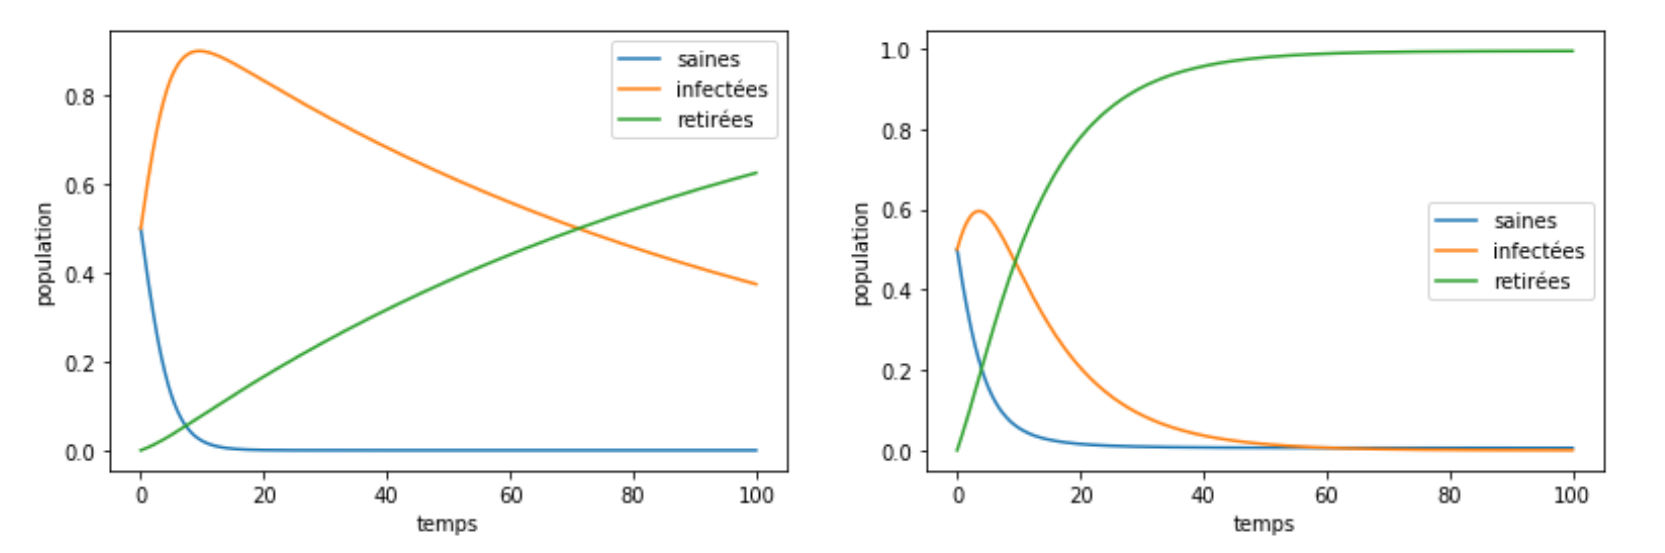 saines
infectées
retirées
0.8
0.6
0.4
0.2
0.0
population
0 20 40 60 80 100
temps
1.0
0.8
0.6
0.4
0.2
0.0
population
saines
infectées
retirées
0 20 40 60 80 100
temps